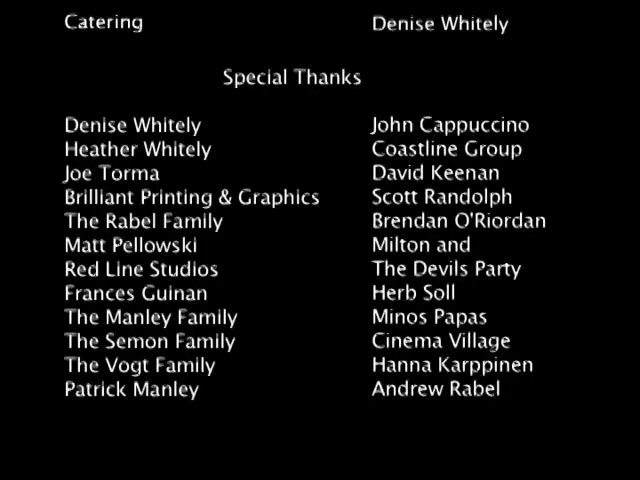 Catering Denise Whitely
Special Thanks
Denise Whitely John Cappuccino
Heather Whitely Coastline Group
Joe Torma David Keenan
Brilliant Printing & Graphics Scott Randolph
The Rabel Family Brendan O'Riordan
Matt Pellowski Milton and
Red Line Studios The Devils Party
Frances Guinan Herb Soll
The Manley Family Minos Papas
The Semon Family Cinema Village
The Vogt Family Hanna Karppinen
Patrick Manley Andrew Rabel